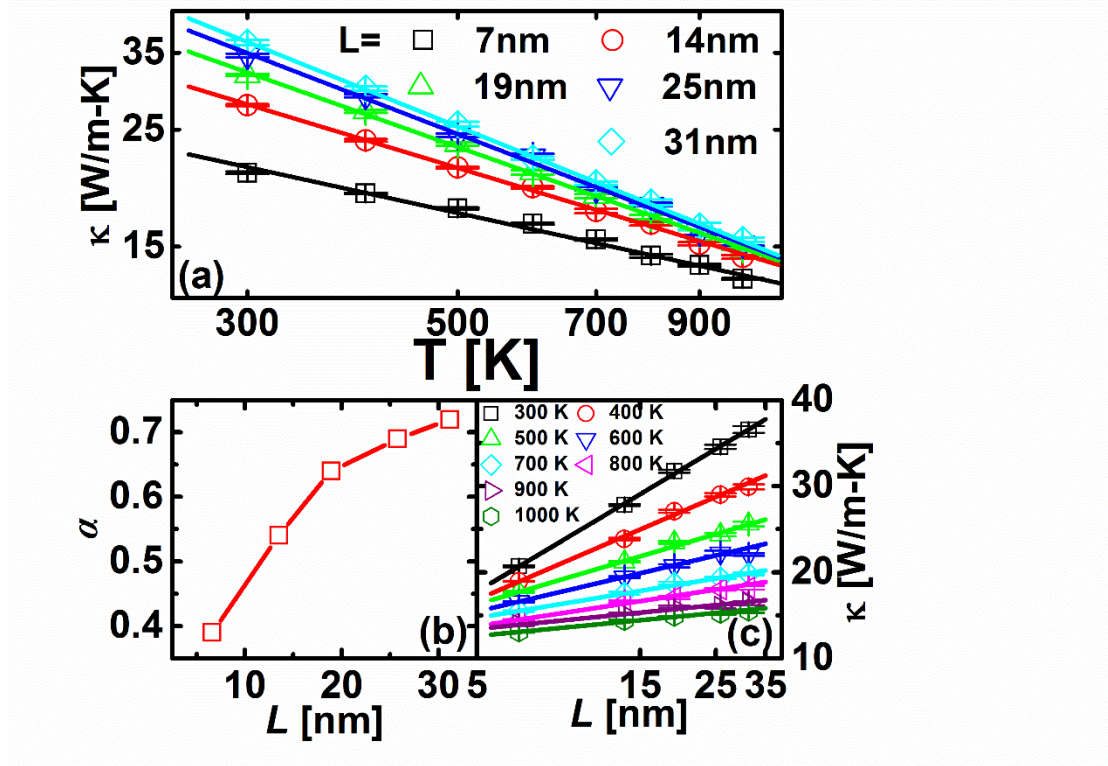 L= 7nm 14nm
19nm 25nm
31nm
35
25
15
κ [W/m-K]
(a)
300 500 700 900
T [K]
0.7
0.6
0.5
0.4
α
(b)
10 20 30
L [nm]
300 K 400 K
500 K 600 K
700 K 800 K
900 K
1000 K
(c)
40
30
20
10
κ [W/m-K]
5 15 25 35
L [nm]